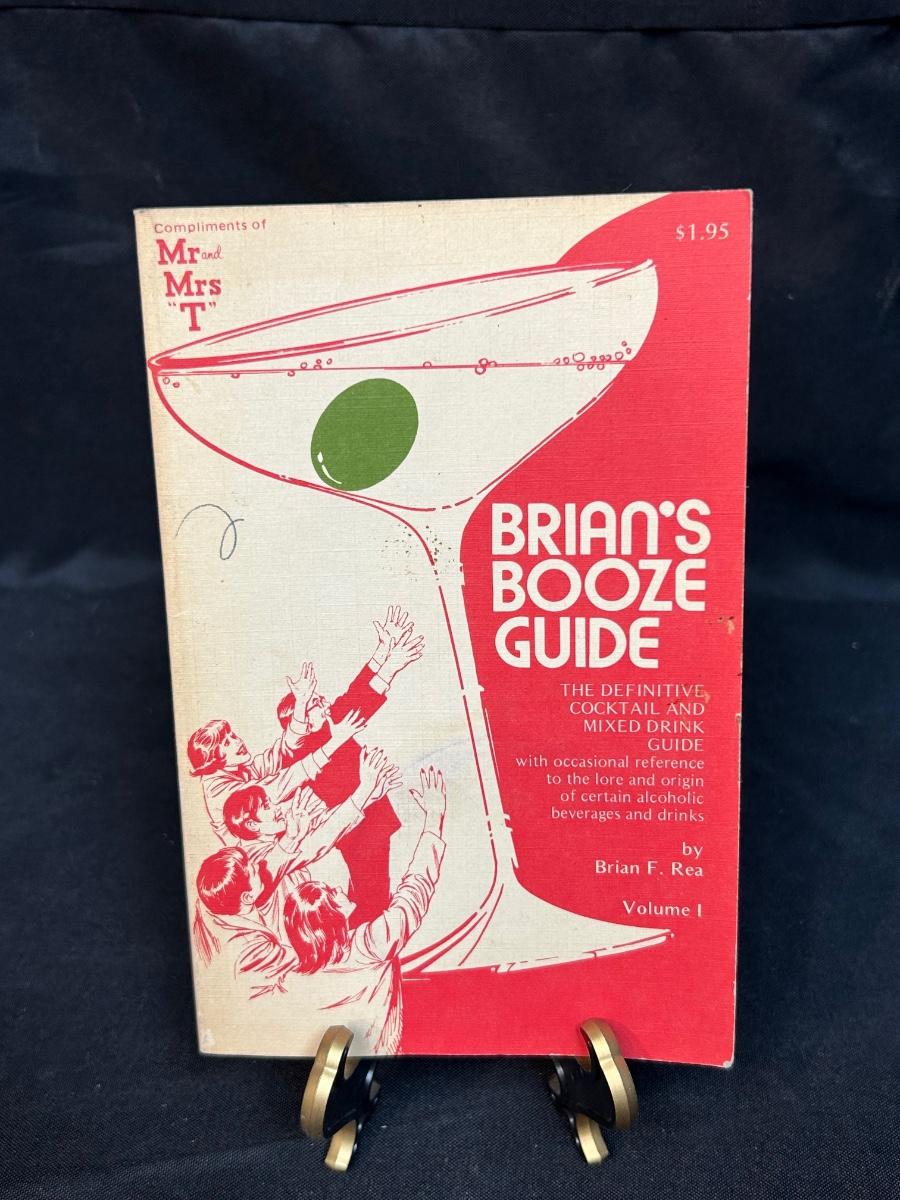 Compliments of
Mr and
Mrs
"T"
$1.95
BRIAN'S
BOOZE
GUIDE
THE DEFINITIVE
COCKTAIL AND
MIXED DRINK
GUIDE
with occasional reference
to the lore and origin
of certain alcoholic
beverages and drinks
by
Brian F. Rea
Volume I